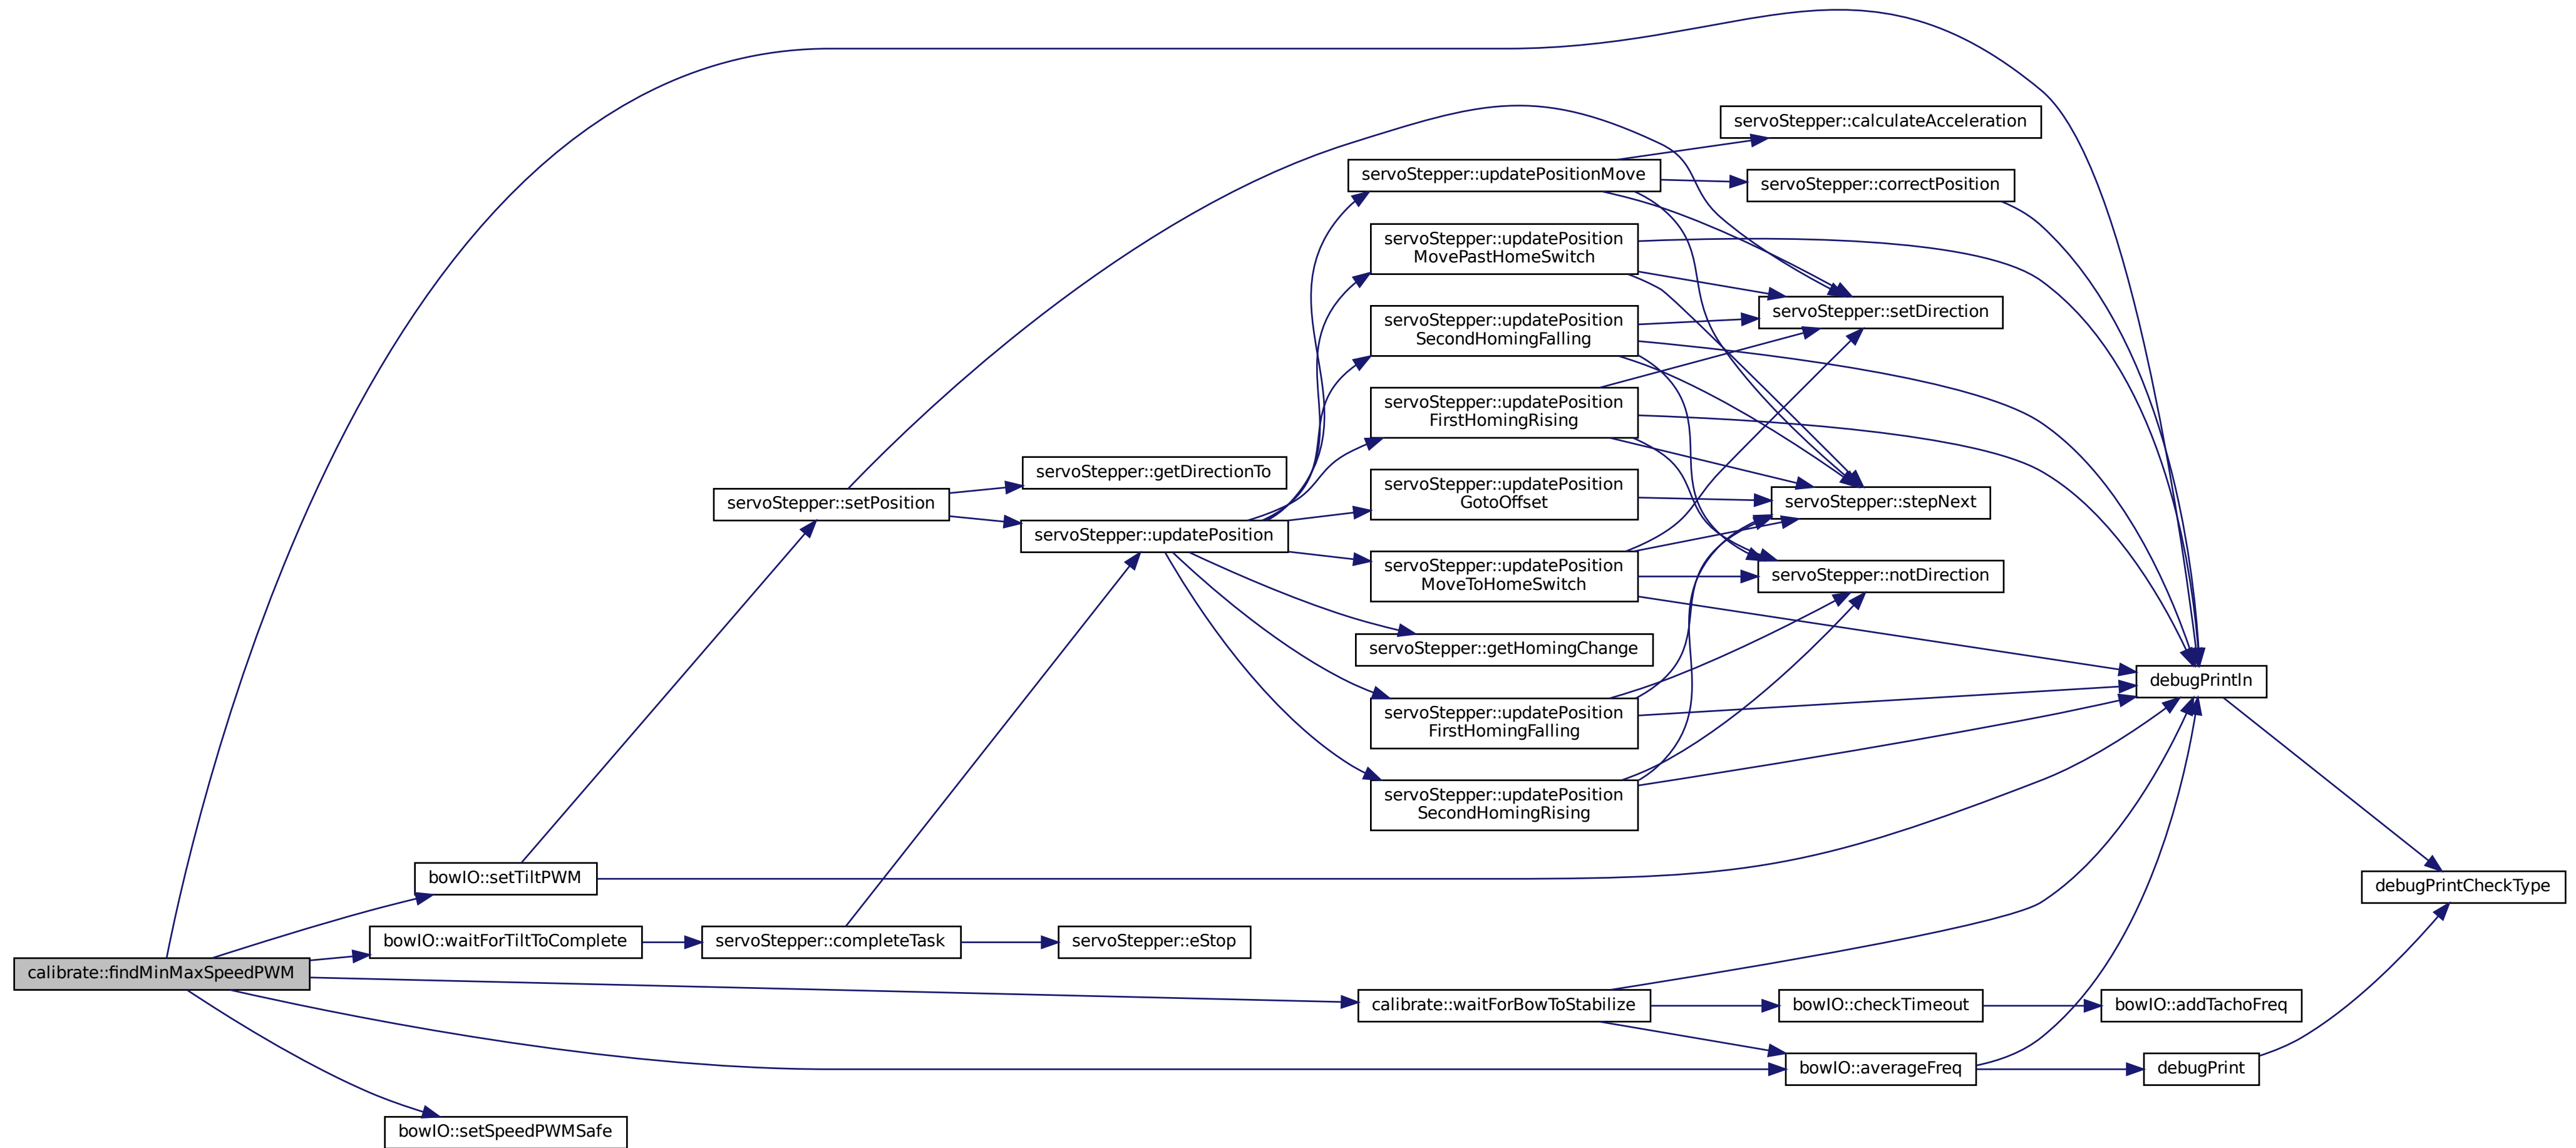 servoStepper::calculateAcceleration
servoStepper::updatePositionMove
servoStepper::correctPosition
servoStepper::updatePosition
MovePastHomeSwitch
servoStepper::setDirection
servoStepper::updatePosition
SecondHomingFalling
servoStepper::updatePosition
FirstHomingRising
servoStepper::getDirectionTo
servoStepper::setPosition
servoStepper::updatePosition
GotoOffset
servoStepper::stepNext
servoStepper::updatePosition
servoStepper::updatePosition
MoveToHomeSwitch
servoStepper::notDirection
servoStepper::getHomingChange
debugPrintln
servoStepper::updatePosition
FirstHomingFalling
servoStepper::updatePosition
SecondHomingRising
bowIO::setTiltPWM
debugPrintCheckType
bowIO::waitForTiltToComplete
servoStepper::completeTask
servoStepper::eStop
calibrate::findMinMaxSpeedPWM
calibrate::waitForBowToStabilize
bowIO::checkTimeout
bowIO::addTachoFreq
bowIO::averageFreq
debugPrint
bowIO::setSpeedPWMSafe